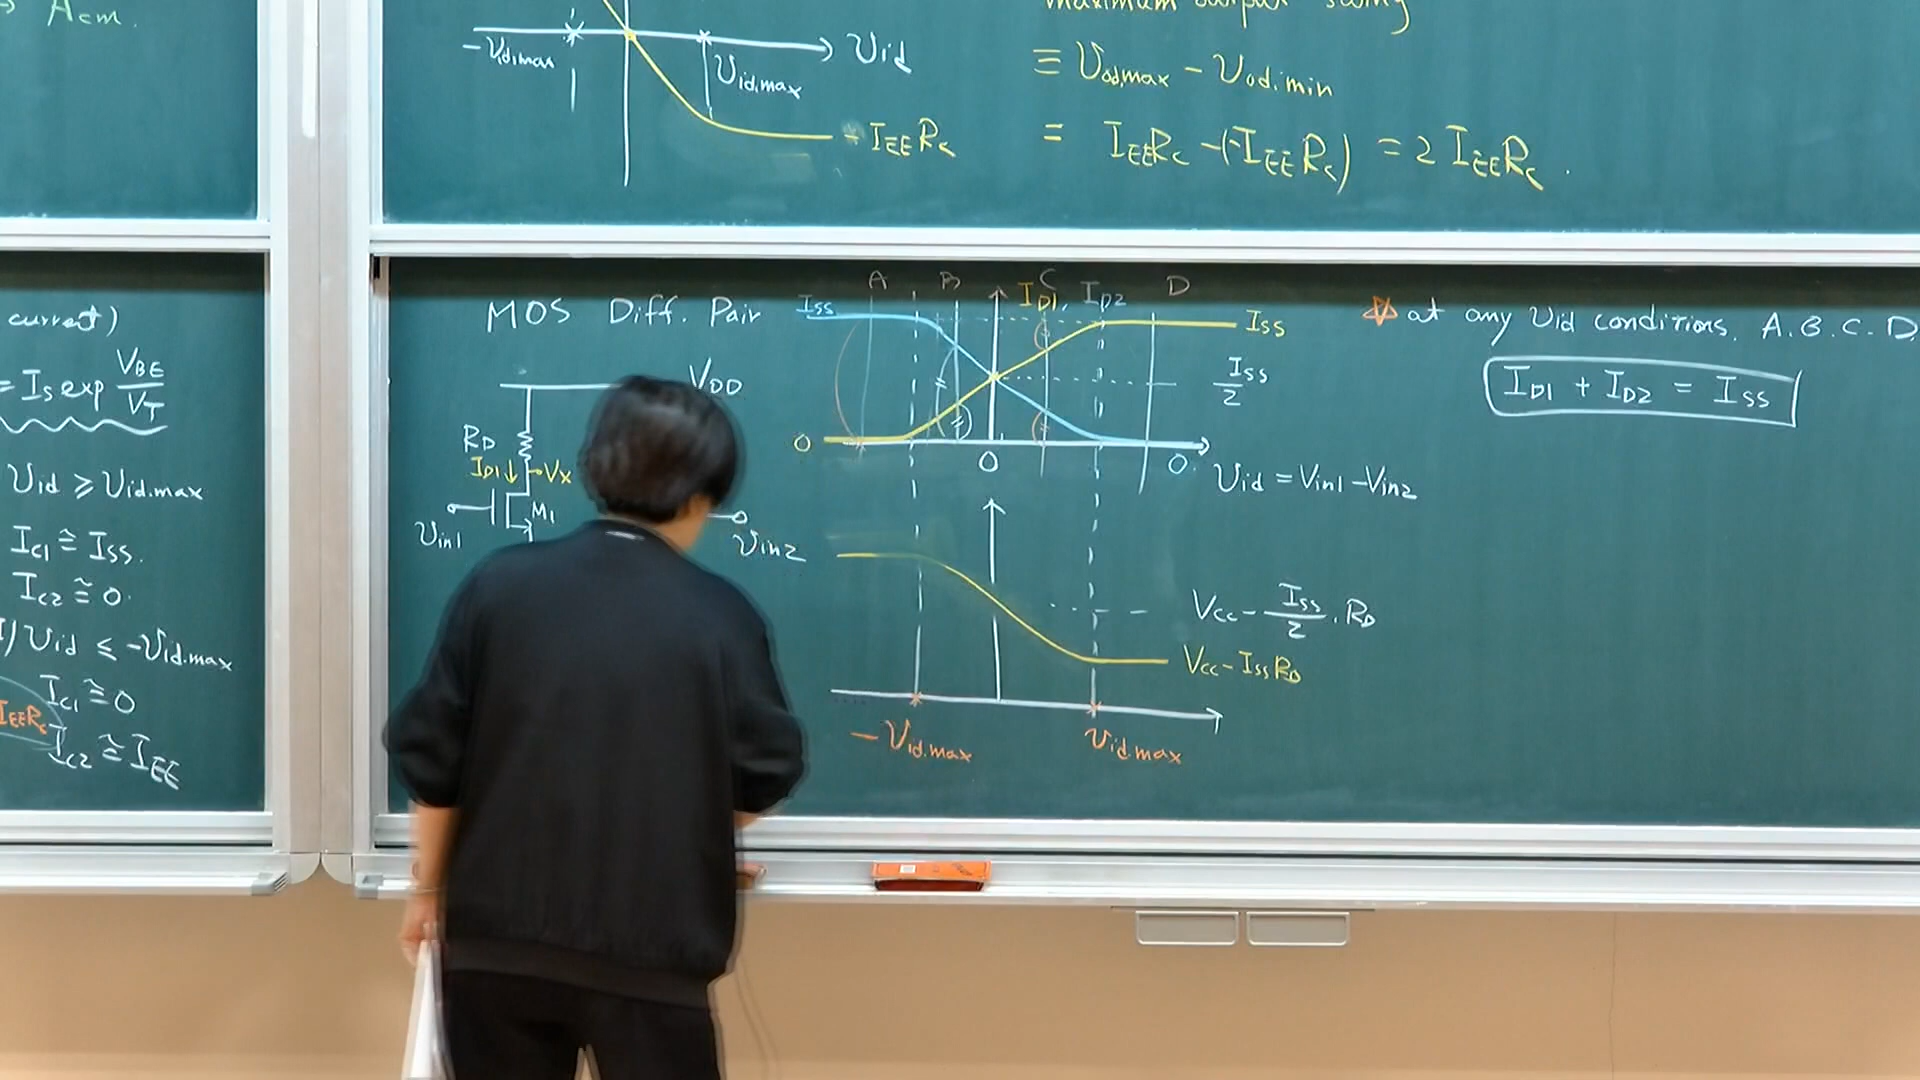 Acm.
maximum output swing
≡ Vod,max - Vod.min
= IEERC - (-IEERC) = 2 IEERC.
-Vid,max
Vid,max
Vid
- IEERC
current)
= IS exp VBE/VT
Vid ≥ Vid.max
IC1 ≅ ISS.
IC2 ≅ 0.
Vid ≤ -Vid.max
IC1 ≅ 0
IEERC
IC2 ≅ IEE
MOS Diff. Pair
VDD
RD
ID1 ↓
VX
M1
Vin1
Vin2
A B C D
ISS
ID1, ID2
ISS
ISS/2
0
0
0
Vid = Vin1 - Vin2
VCC - ISS/2 . RD
VCC - ISSRD
-Vid.max
Vid.max
☆ at any Vid conditions, A.B.C.D.
ID1 + ID2 = ISS